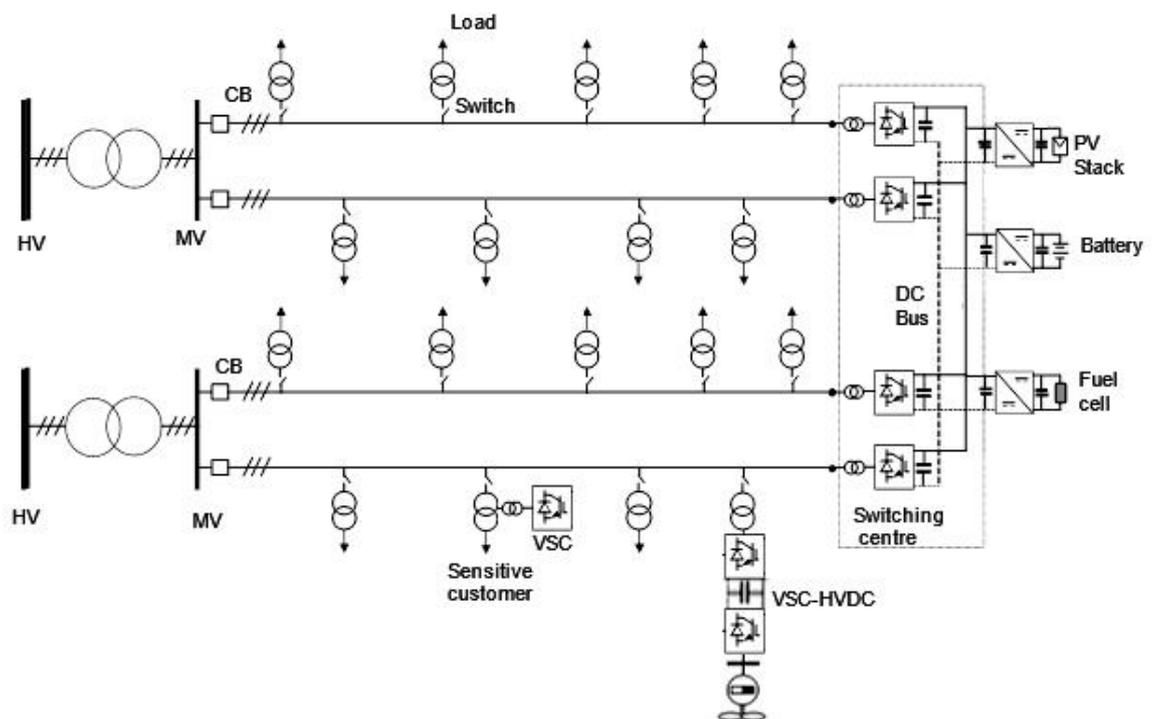 Load
CB
Switch
PV
Stack
HV
MV
Battery
DC
Bus
CB
Fuel
cell
HV
MV
VSC
Switching
centre
Sensitive
customer
VSC-HVDC